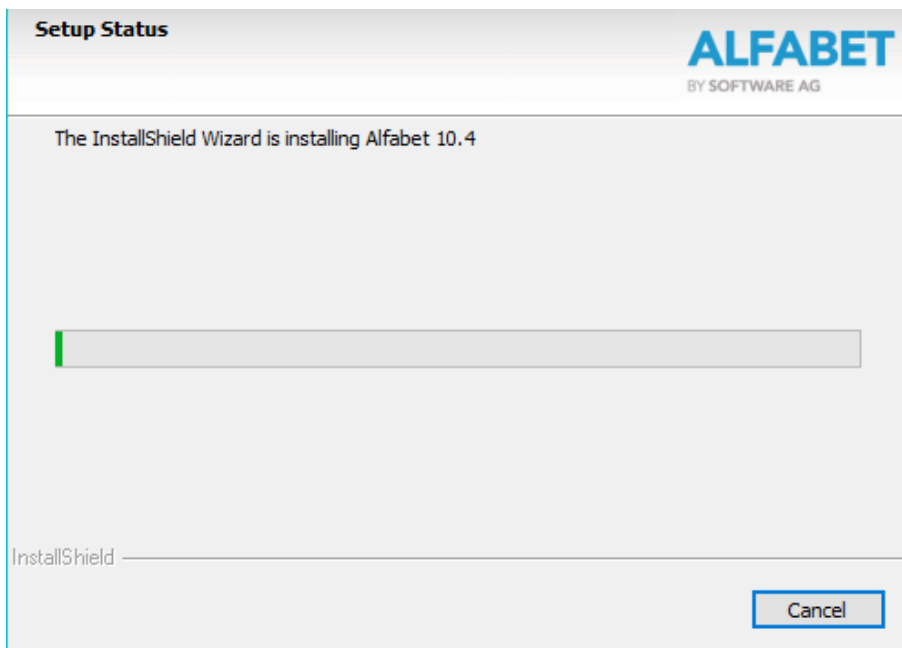 Setup Status
ALFABET
BY SOFTWARE AG
The InstallShield Wizard is installing Alfabet 10.4
InstallShield
Cancel